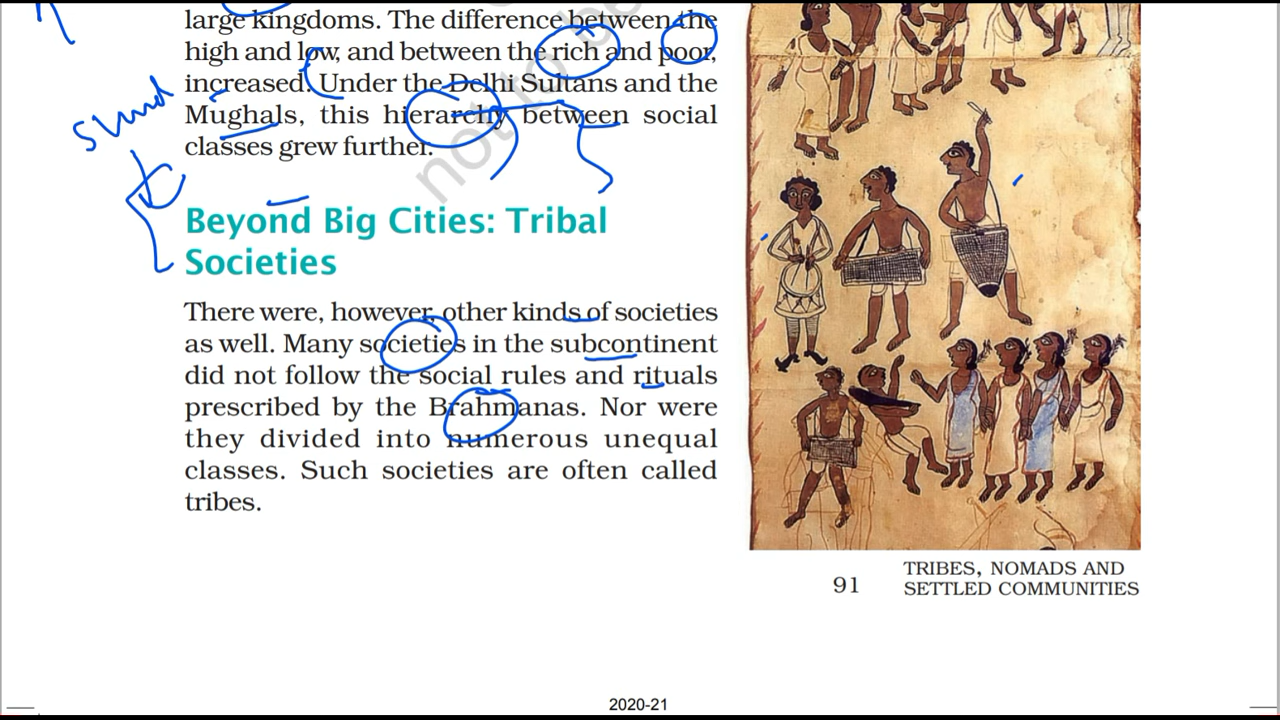 large kingdoms. The difference between the
high and low, and between the rich and poor,
increased. Under the Delhi Sultans and the
Mughals, this hierarchy between social
classes grew further.
Beyond Big Cities: Tribal
Societies
There were, however, other kinds of societies
as well. Many societies in the subcontinent
did not follow the social rules and rituals
prescribed by the Brahmanas. Nor were
they divided into numerous unequal
classes. Such societies are often called
tribes.
not to be
91
TRIBES, NOMADS AND
SETTLED COMMUNITIES
2020-21